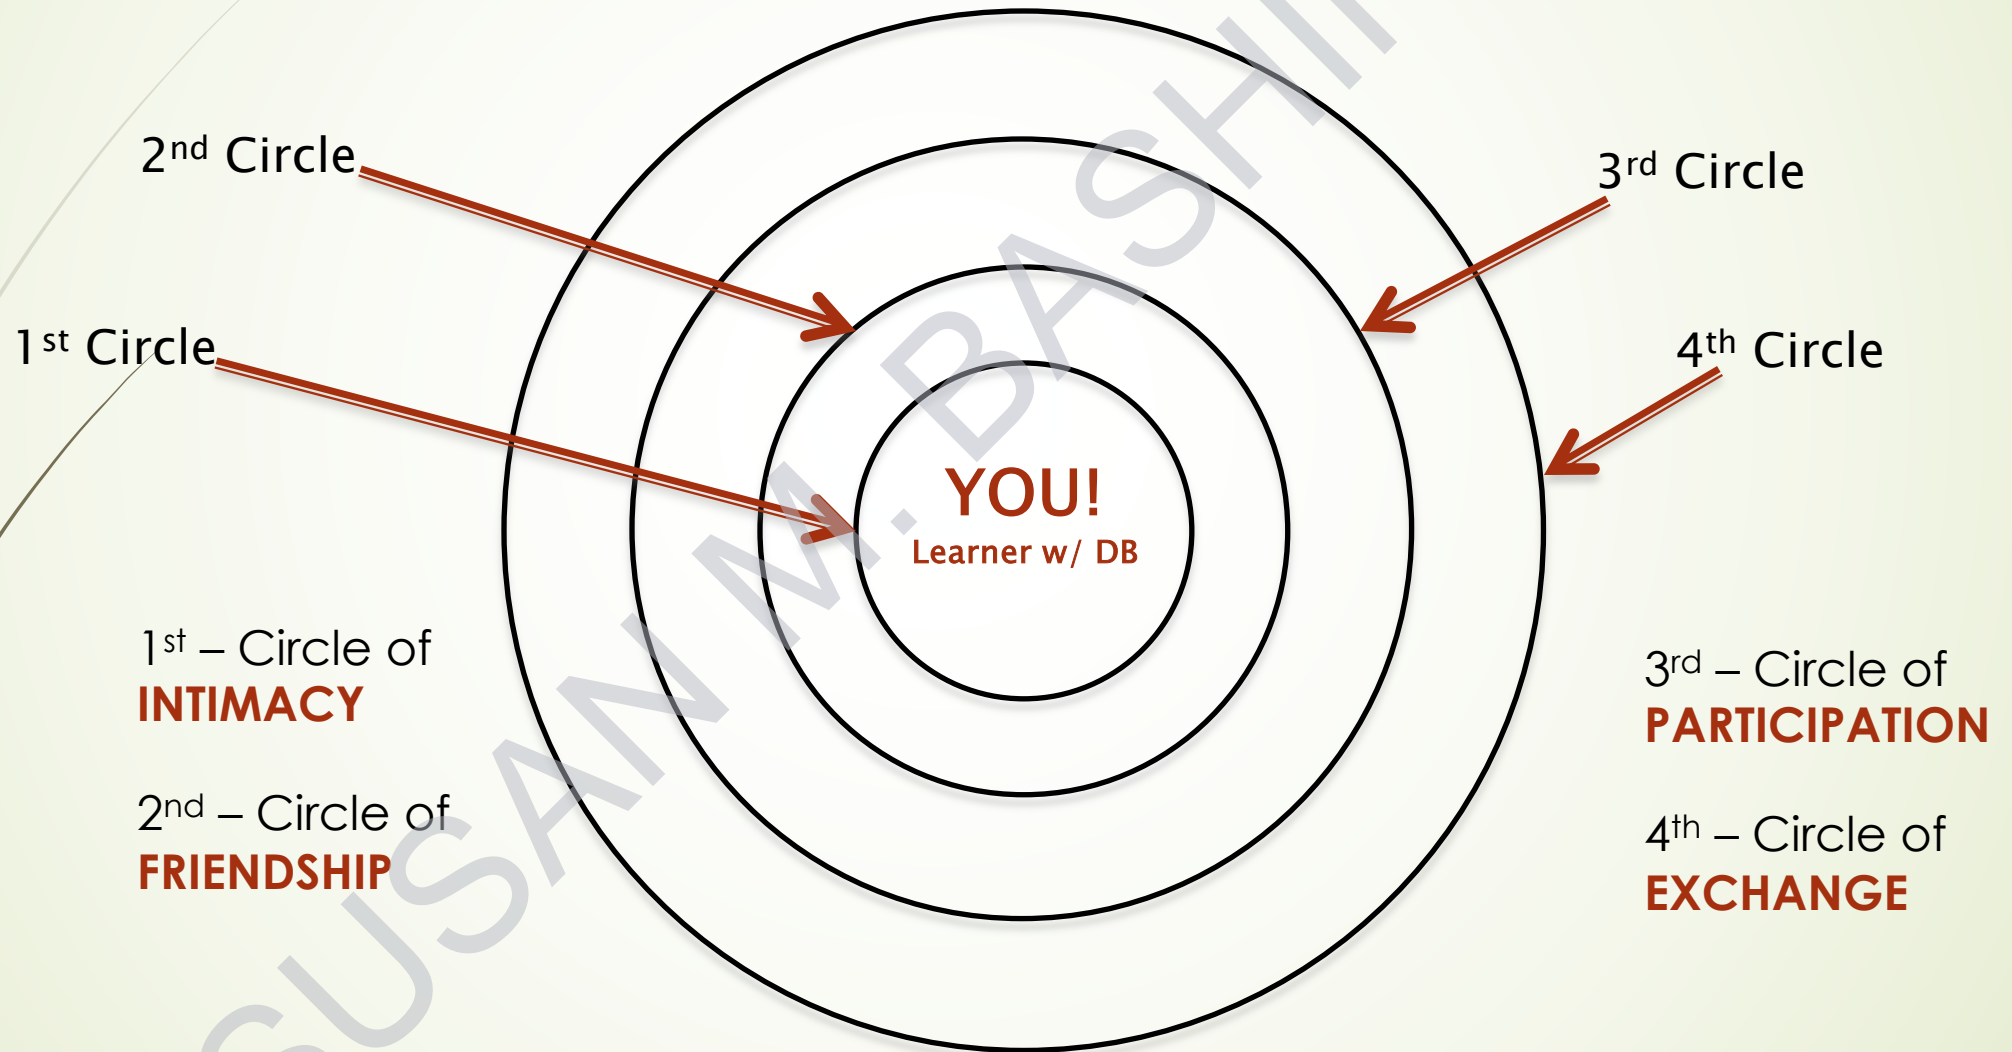 2nd Circle
3rd Circle
1st Circle
4th Circle
YOU!
Learner w/ DB
1st – Circle of
INTIMACY
2nd – Circle of
FRIENDSHIP
3rd – Circle of
PARTICIPATION
4th – Circle of
EXCHANGE
SUSAN M. BASHIN